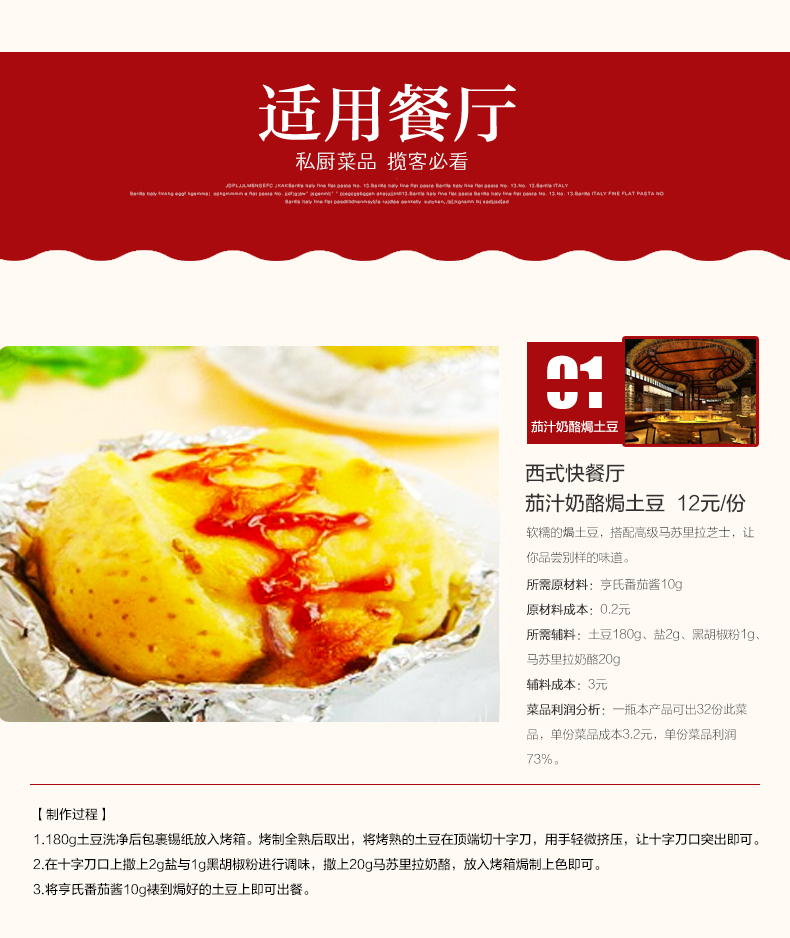 适用餐厅
私厨菜品 揽客必看
01
茄汁奶酪焗土豆
西式快餐厅
茄汁奶酪焗土豆 12元/份
软糯的焗土豆，搭配高级马苏里拉芝士，让
你品尝别样的味道。
所需原材料：亨氏番茄酱10g
原材料成本：0.2元
所需辅料：土豆180g、盐2g、黑胡椒粉1g、
马苏里拉奶酪20g
辅料成本：3元
菜品利润分析：一瓶本产品可出32份此菜
品，单份菜品成本3.2元，单份菜品利润
73%。
【 制作过程 】
1.180g土豆洗净后包裹锡纸放入烤箱。烤制全熟后取出，将烤熟的土豆在顶端切十字刀，用手轻微挤压，让十字刀口突出即可。
2.在十字刀口上撒上2g盐与1g黑胡椒粉进行调味，撒上20g马苏里拉奶酪，放入烤箱焗制上色即可。
3.将亨氏番茄酱10g裱到焗好的土豆上即可出餐。